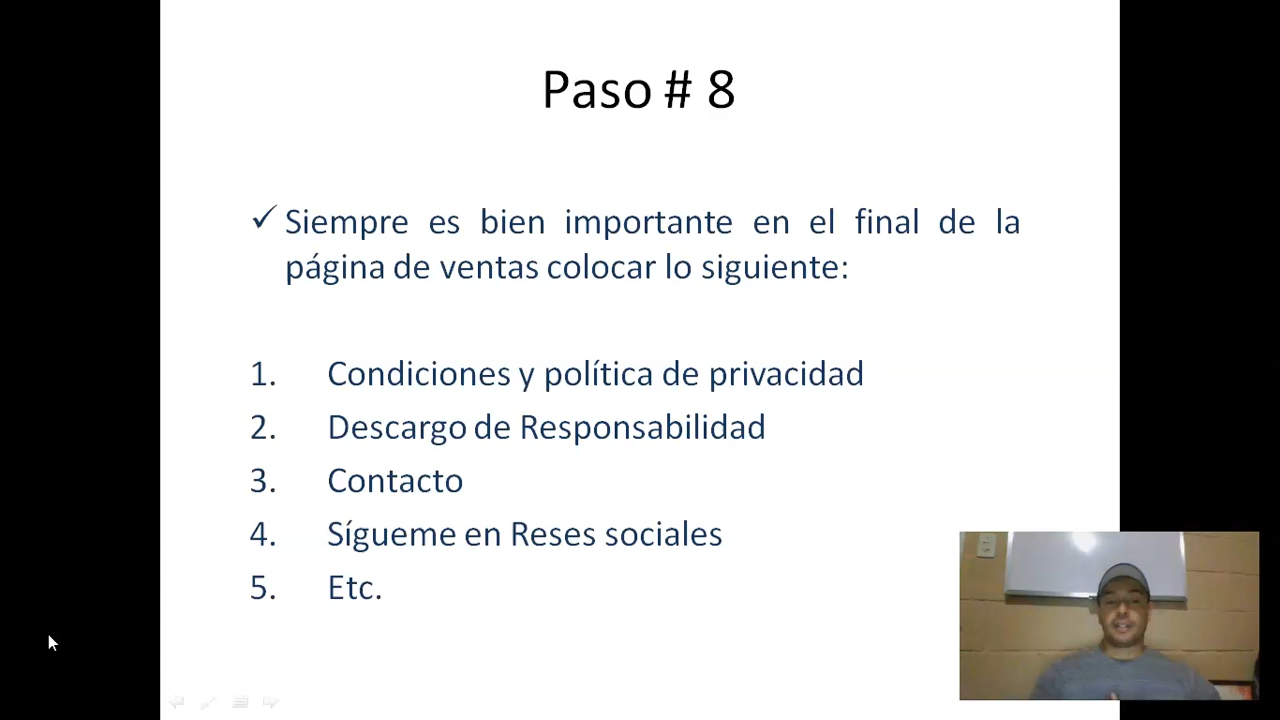 Paso # 8
✓ Siempre es bien importante en el final de la
página de ventas colocar lo siguiente:
1. Condiciones y política de privacidad
2. Descargo de Responsabilidad
3. Contacto
4. Sígueme en Reses sociales
5. Etc.